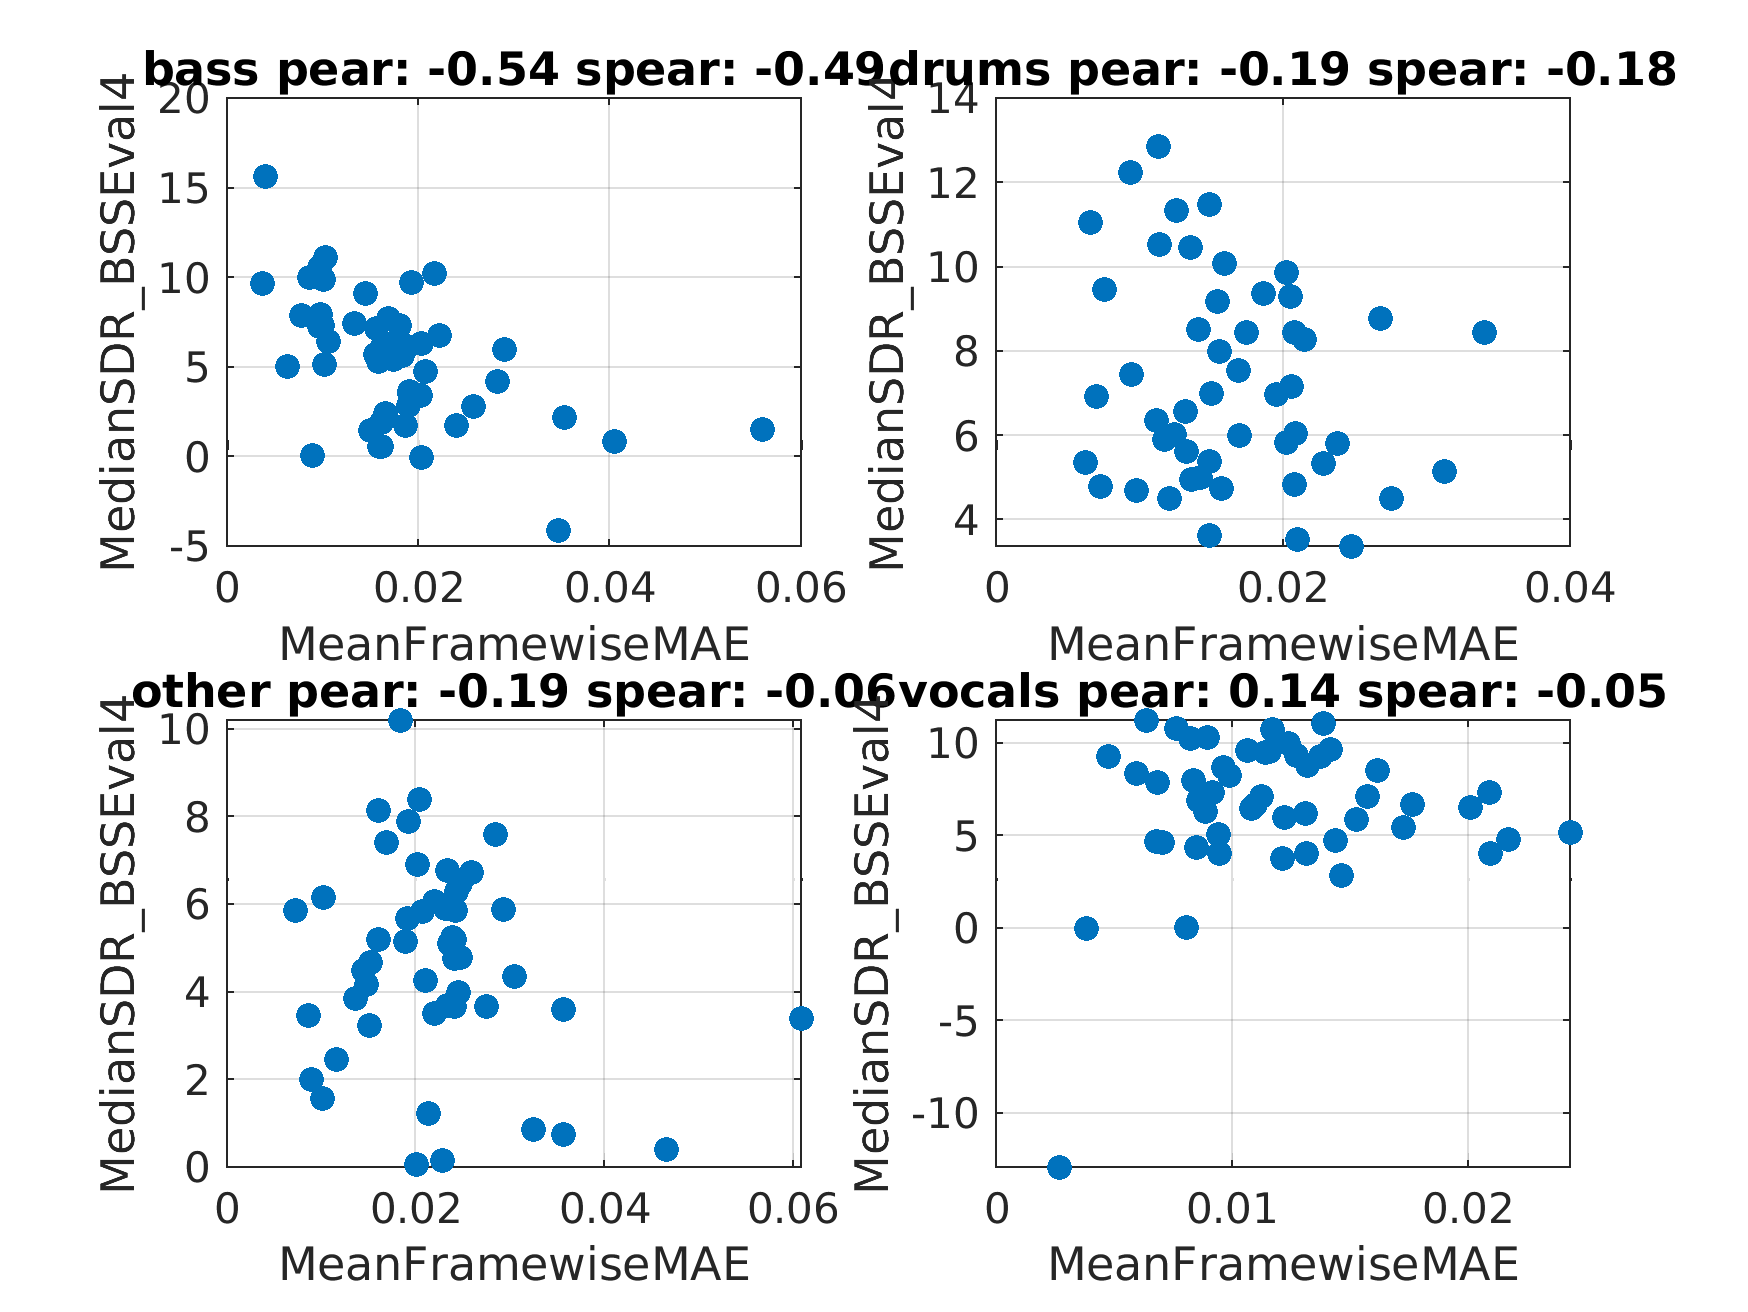 bass pear: -0.54 spear: -0.49
MedianSDR_BSSEval4
20
15
10
5
0
-5
0 0.02 0.04 0.06
MeanFramewiseMAE
drums pear: -0.19 spear: -0.18
MedianSDR_BSSEval4
14
12
10
8
6
4
0 0.02 0.04
MeanFramewiseMAE
other pear: -0.19 spear: -0.06
MedianSDR_BSSEval4
10
8
6
4
2
0
0 0.02 0.04 0.06
MeanFramewiseMAE
vocals pear: 0.14 spear: -0.05
MedianSDR_BSSEval4
10
5
0
-5
-10
0 0.01 0.02
MeanFramewiseMAE